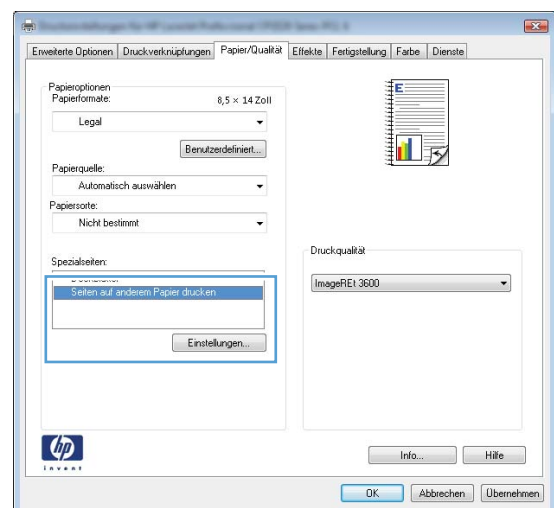 Erweiterte Optionen Druckverknüpfungen Papier/Qualität Effekte Fertigstellung Farbe Dienste
Papieroptionen
Papierformate: 8,5 × 14 Zoll
Legal
Benutzerdefiniert...
Papierquelle:
Automatisch auswählen
Papiersorte:
Nicht bestimmt
Spezialseiten:
Seiten auf anderem Papier drucken
Einstellungen...
E
Druckqualität
ImageREt 3600
hp
invent
Info... Hilfe
OK Abbrechen Übernehmen